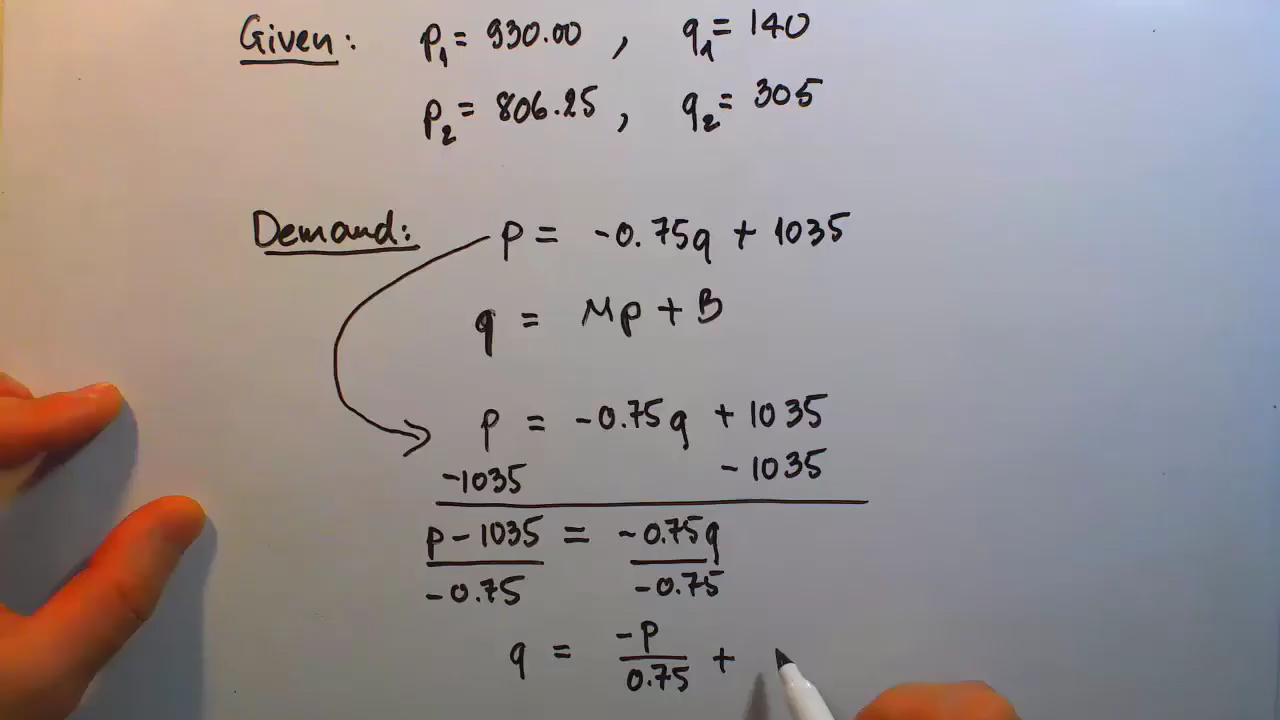 Given: p₁ = 930.00 , q₁ = 140
p₂ = 806.25 , q₂ = 305
Demand: p = -0.75q + 1035
q = Mp + B
p = -0.75q + 1035
-1035 - 1035
p - 1035 = -0.75q
-0.75 -0.75
q = -p/0.75 +